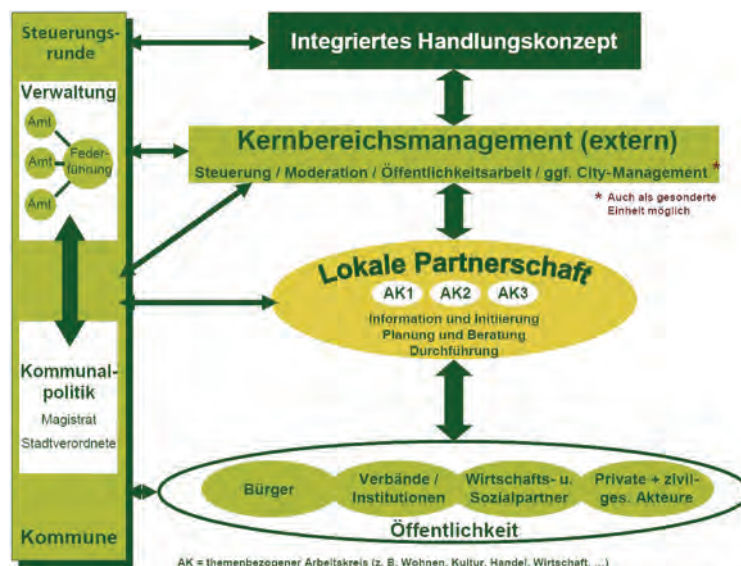 Steuerungs-
runde
Verwaltung
Amt
Amt
Feder-
führung
Amt
Kommunal-
politik
Magistrat
Stadtverordnete
Kommune
Integriertes Handlungskonzept
Kernbereichsmanagement (extern)
Steuerung / Moderation / Öffentlichkeitsarbeit / ggf. City-Management *
* Auch als gesonderte
Einheit möglich
Lokale Partnerschaft
AK1 AK2 AK3
Information und Initiierung
Planung und Beratung
Durchführung
Bürger
Verbände /
Institutionen
Wirtschafts- u.
Sozialpartner
Private + zivil-
ges. Akteure
Öffentlichkeit
AK = themenbezogener Arbeitskreis (z. B. Wohnen, Kultur, Handel, Wirtschaft, ...)